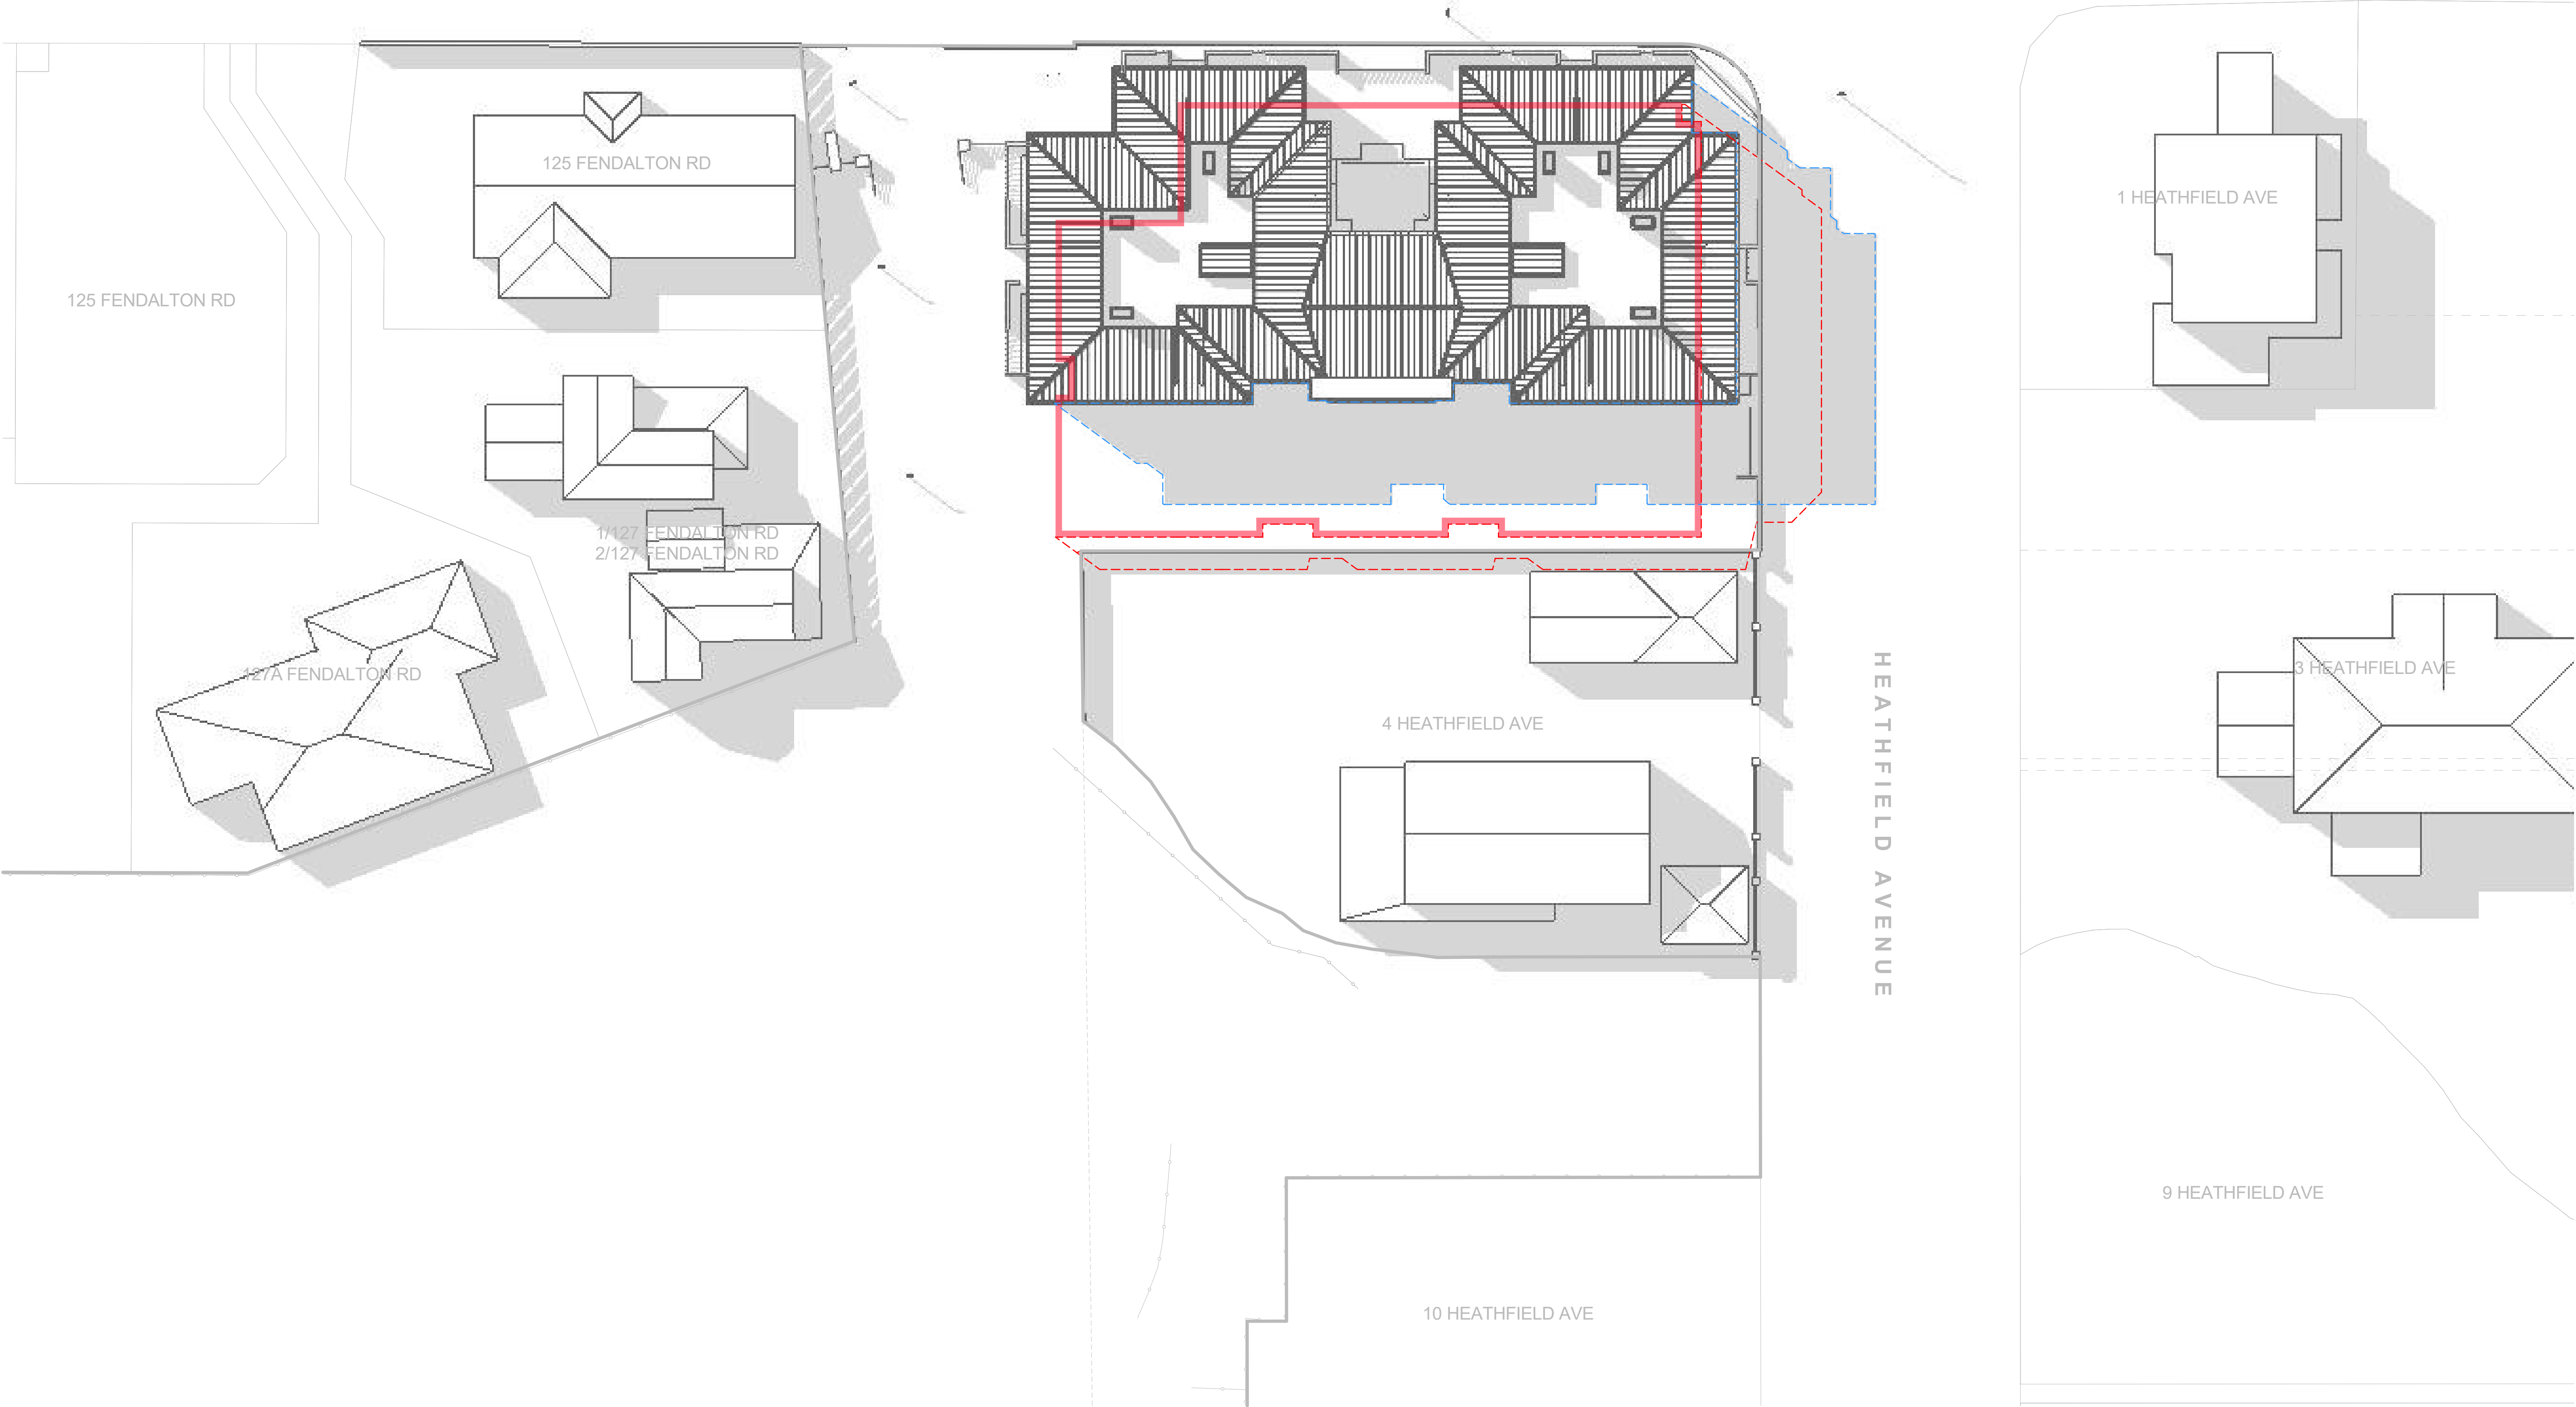 125 FENDALTON RD
1 HEATHFIELD AVE
125 FENDALTON RD
1/127 FENDALTON RD
2/127 FENDALTON RD
127A FENDALTON RD
3 HEATHFIELD AVE
4 HEATHFIELD AVE
HEATHFIELD AVENUE
9 HEATHFIELD AVE
10 HEATHFIELD AVE